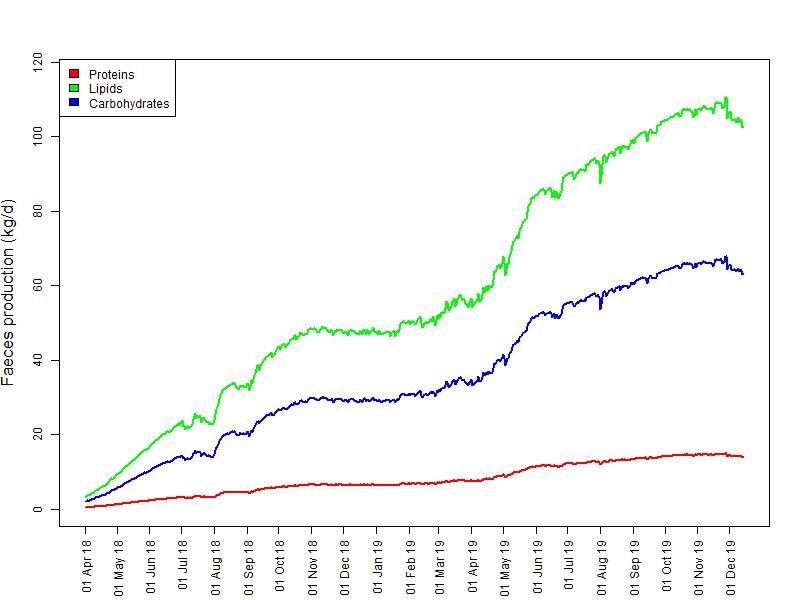 Proteins
Lipids
Carbohydrates
Faeces production (kg/d)
120
100
80
60
40
20
0
01 Apr 18
01 May 18
01 Jun 18
01 Jul 18
01 Aug 18
01 Sep 18
01 Oct 18
01 Nov 18
01 Dec 18
01 Jan 19
01 Feb 19
01 Mar 19
01 Apr 19
01 May 19
01 Jun 19
01 Jul 19
01 Aug 19
01 Sep 19
01 Oct 19
01 Nov 19
01 Dec 19